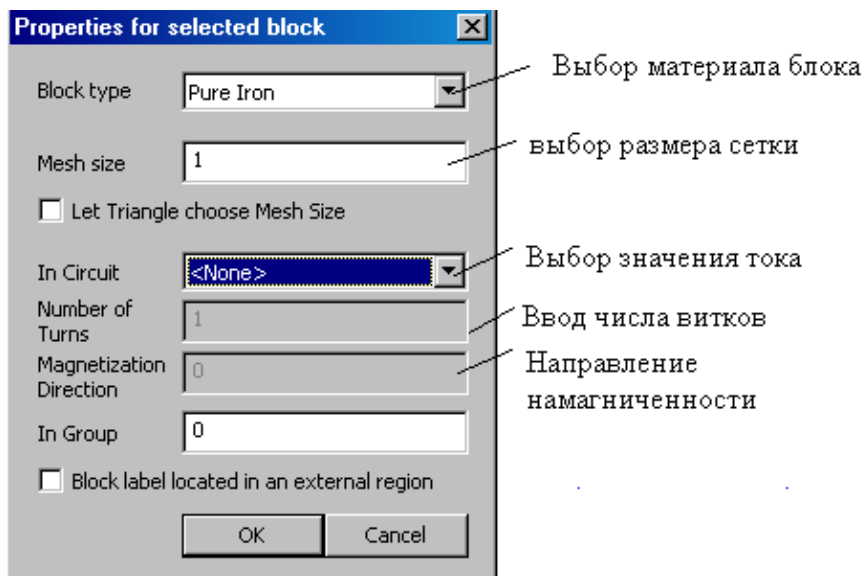 Properties for selected block
Block type
Pure Iron
Выбор материала блока
Mesh size
1
выбор размера сетки
Let Triangle choose Mesh Size
In Circuit
<None>
Выбор значения тока
Number of
Turns
1
Ввод числа витков
Magnetization
Direction
0
Направление
намагниченности
In Group
0
Block label located in an external region
OK
Cancel